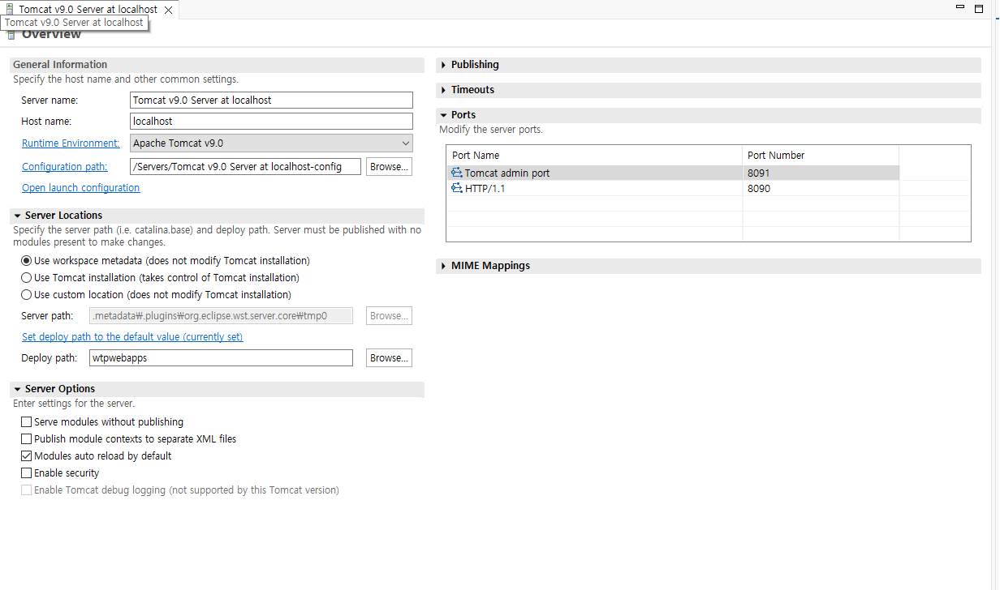 Tomcat v9.0 Server at localhost
Tomcat v9.0 Server at localhost
Overview
General Information
Specify the host name and other common settings.
Server name:
Tomcat v9.0 Server at localhost
Host name:
localhost
Runtime Environment:
Apache Tomcat v9.0
Configuration path:
/Servers/Tomcat v9.0 Server at localhost-config
Browse...
Open launch configuration
Server Locations
Specify the server path (i.e. catalina.base) and deploy path. Server must be published with no
modules present to make changes.
Use workspace metadata (does not modify Tomcat installation)
Use Tomcat installation (takes control of Tomcat installation)
Use custom location (does not modify Tomcat installation)
Server path:
.metadata₩.plugins₩org.eclipse.wst.server.core₩tmp0
Browse...
Set deploy path to the default value (currently set)
Deploy path:
wtpwebapps
Browse...
Server Options
Enter settings for the server.
Serve modules without publishing
Publish module contexts to separate XML files
Modules auto reload by default
Enable security
Enable Tomcat debug logging (not supported by this Tomcat version)
Publishing
Timeouts
Ports
Modify the server ports.
Port Name
Port Number
Tomcat admin port
8091
HTTP/1.1
8090
MIME Mappings